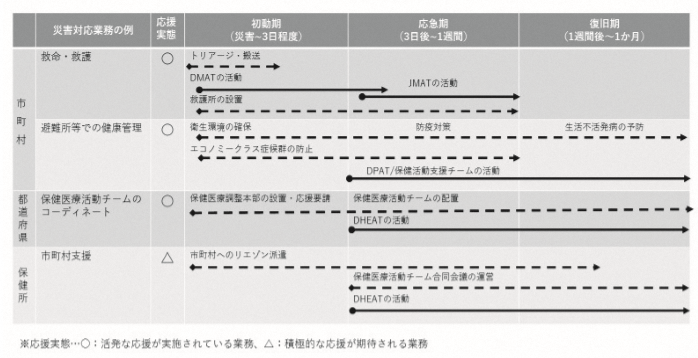 災害対応業務の例
応援
実態
初動期
（災害~3日程度）
応急期
（3日後~1週間）
復旧期
（1週間後~1か月）
市町村
救命・救護
○
トリアージ・搬送
DMATの活動
JMATの活動
救護所の設置
避難所等での健康管理
○
衛生環境の確保
防疫対策
生活不活発病の予防
エコノミークラス症候群の防止
DPAT/保健活動支援チームの活動
都道府県
保健医療活動チームの
コーディネート
○
保健医療調整本部の設置・応援要請
保健医療活動チームの配置
DHEATの活動
保健所
市町村支援
△
市町村へのリエゾン派遣
保健医療活動チーム合同会議の運営
DHEATの活動
※応援実態…○：活発な応援が実施されている業務、△：積極的な応援が期待される業務